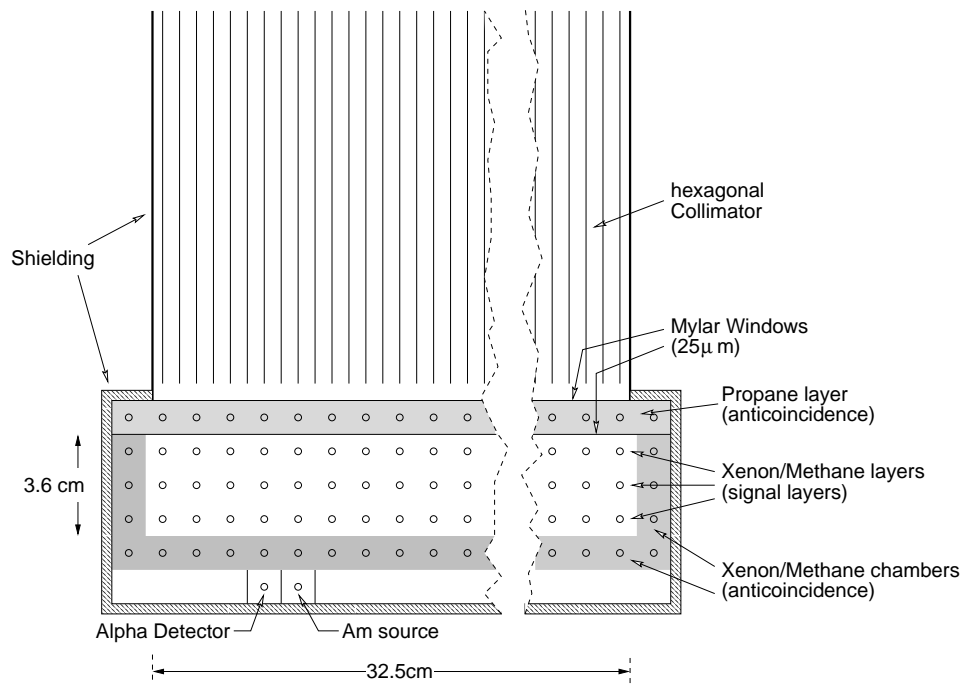 hexagonal
Collimator
Shielding
Mylar Windows
(25μ m)
Propane layer
(anticoincidence)
3.6 cm
Xenon/Methane layers
(signal layers)
Xenon/Methane chambers
(anticoincidence)
Alpha Detector
Am source
32.5cm